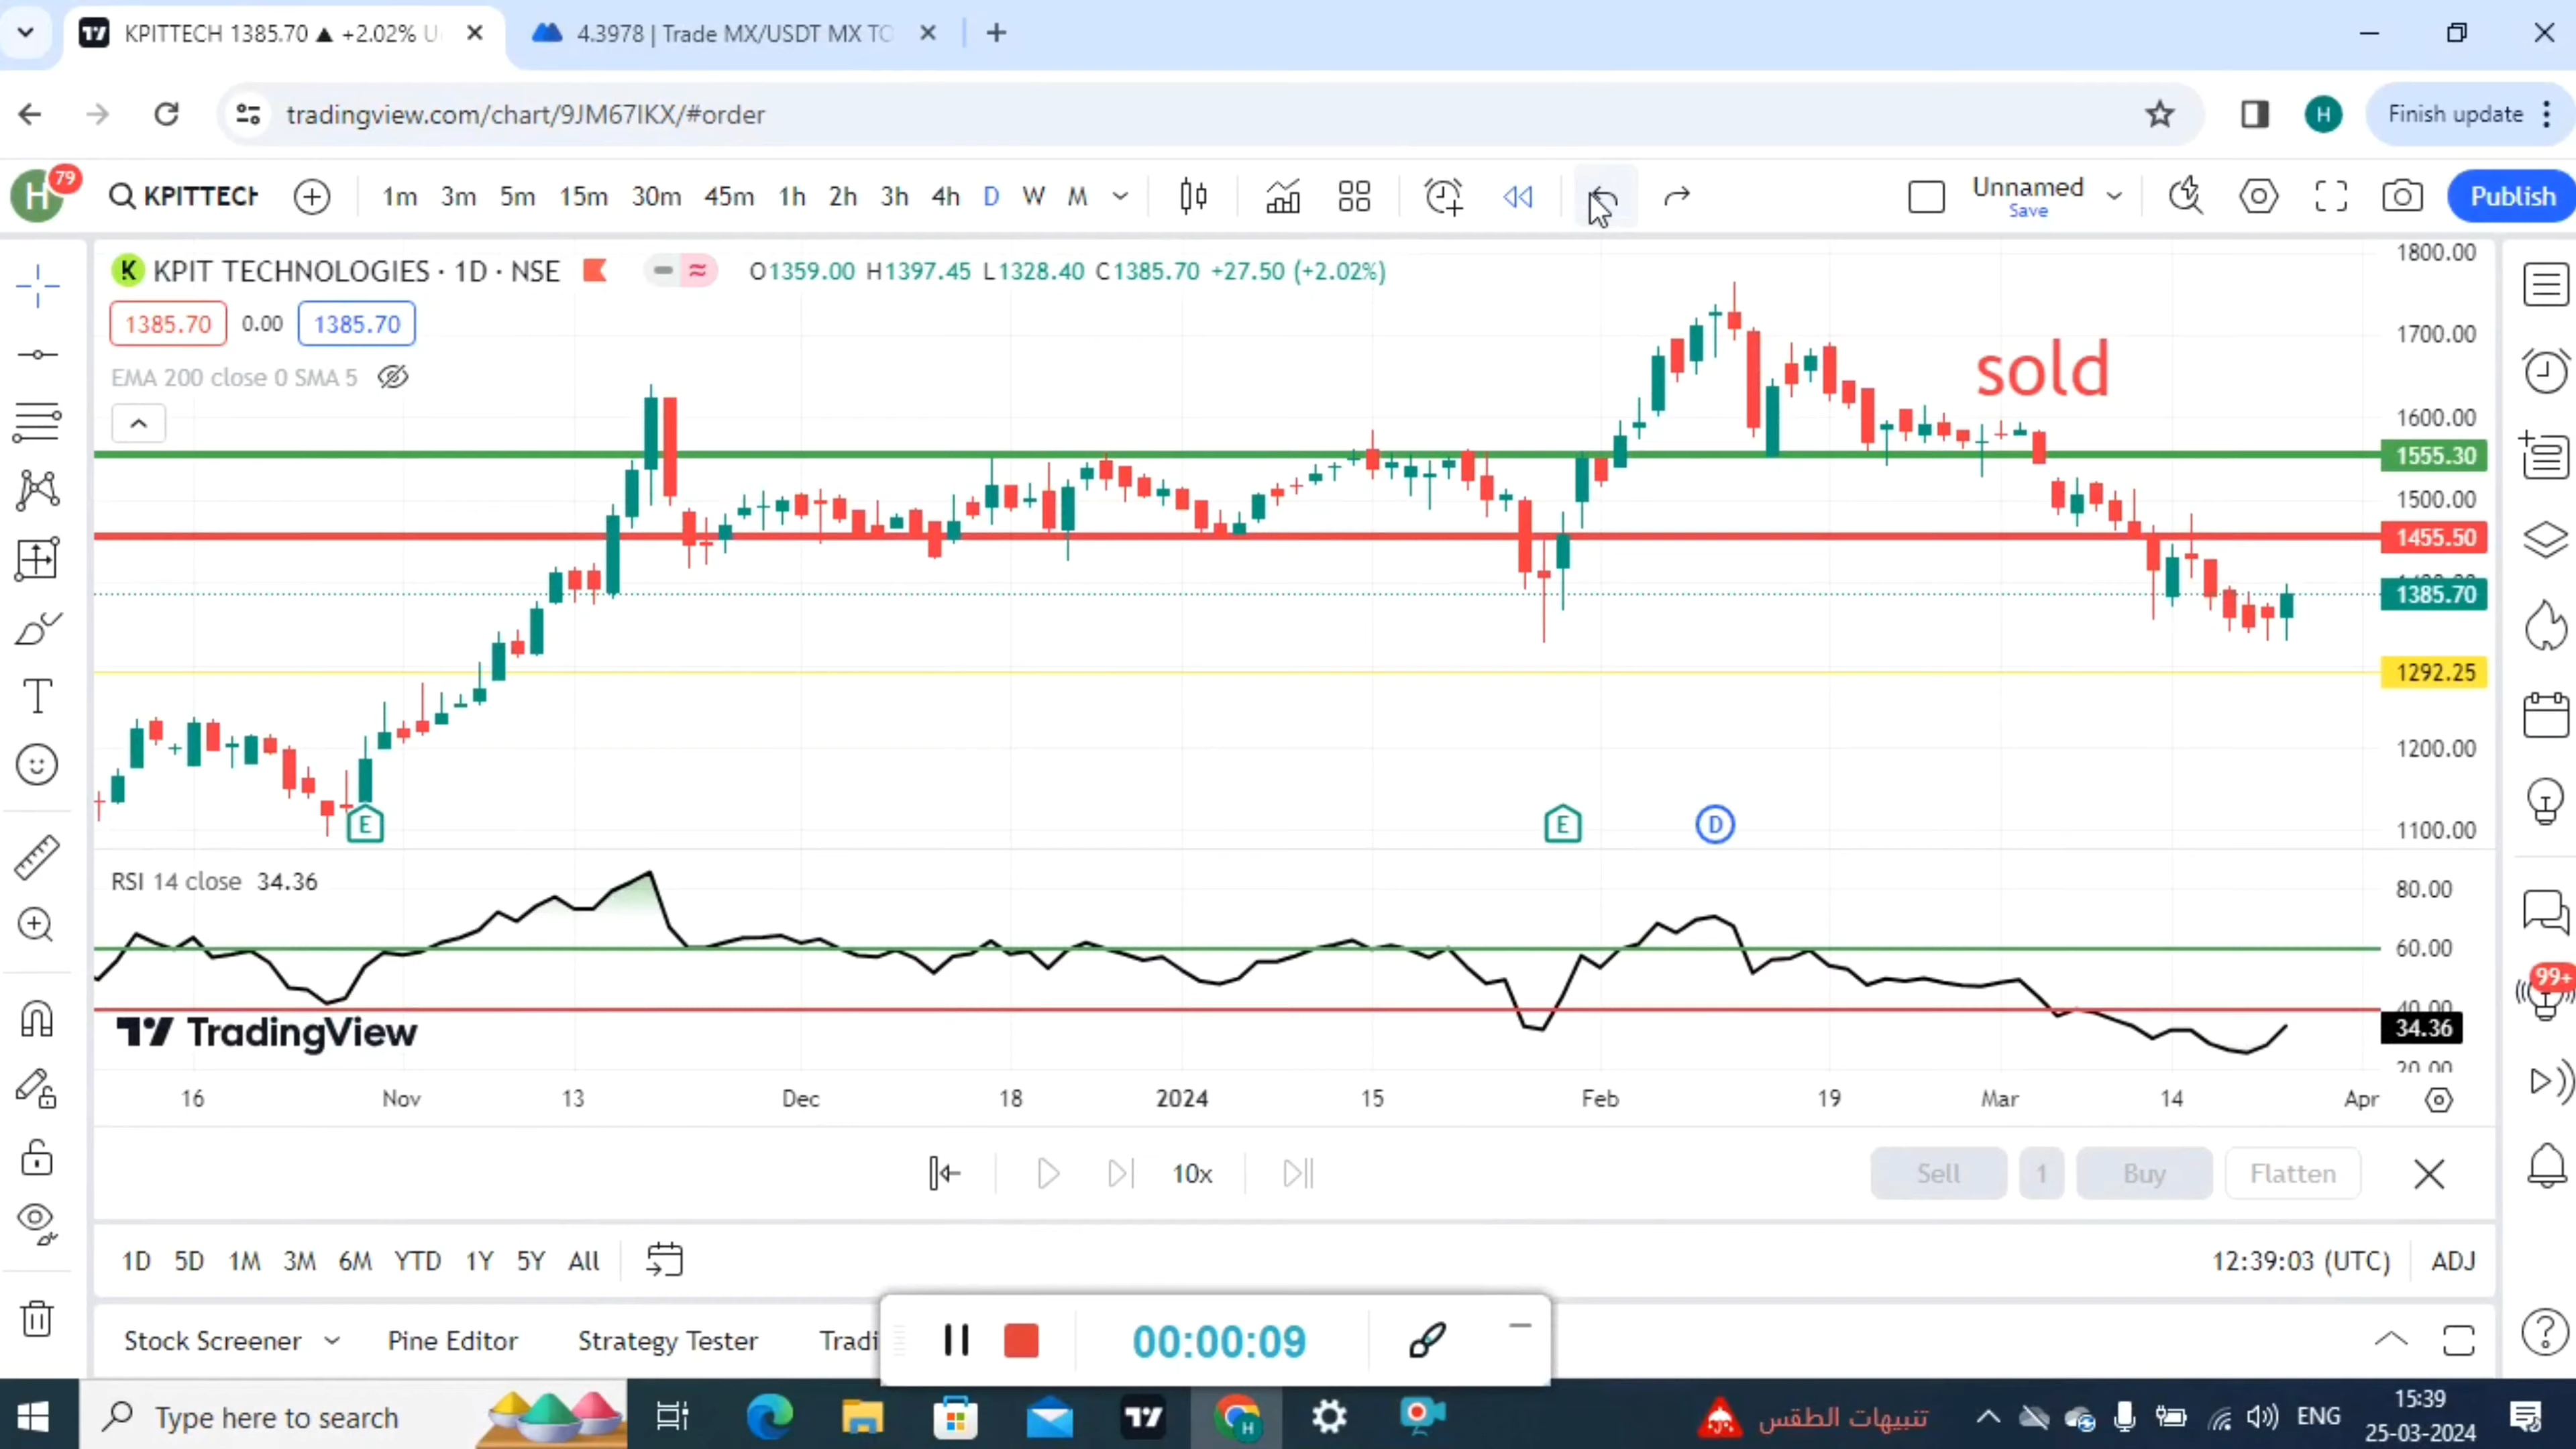 KPITTECH 1385.70 ▲ +2.02% U
4.3978 | Trade MX/USDT MX TO
tradingview.com/chart/9JM67IKX/#order
H
Finish update
H
79
KPITTECH
1m 3m 5m 15m 30m 45m 1h 2h 3h 4h D W M
Unnamed
Save
Publish
K KPIT TECHNOLOGIES · 1D · NSE
O1359.00 H1397.45 L1328.40 C1385.70 +27.50 (+2.02%)
1385.70 0.00 1385.70
EMA 200 close 0 SMA 5
sold
1800.00
1700.00
1600.00
1555.30
1500.00
1455.50
1385.70
1292.25
1200.00
1100.00
E E D
RSI 14 close 34.36
80.00
60.00
40.00
34.36
20.00
TradingView
16 Nov 13 Dec 18 2024 15 Feb 19 Mar 14 Apr
99+
10x
Sell 1 Buy Flatten
1D 5D 1M 3M 6M YTD 1Y 5Y All
12:39:03 (UTC) ADJ
Stock Screener Pine Editor Strategy Tester Tradi
00:00:09
Type here to search
تنبيهات الطقس
ENG
15:39
25-03-2024